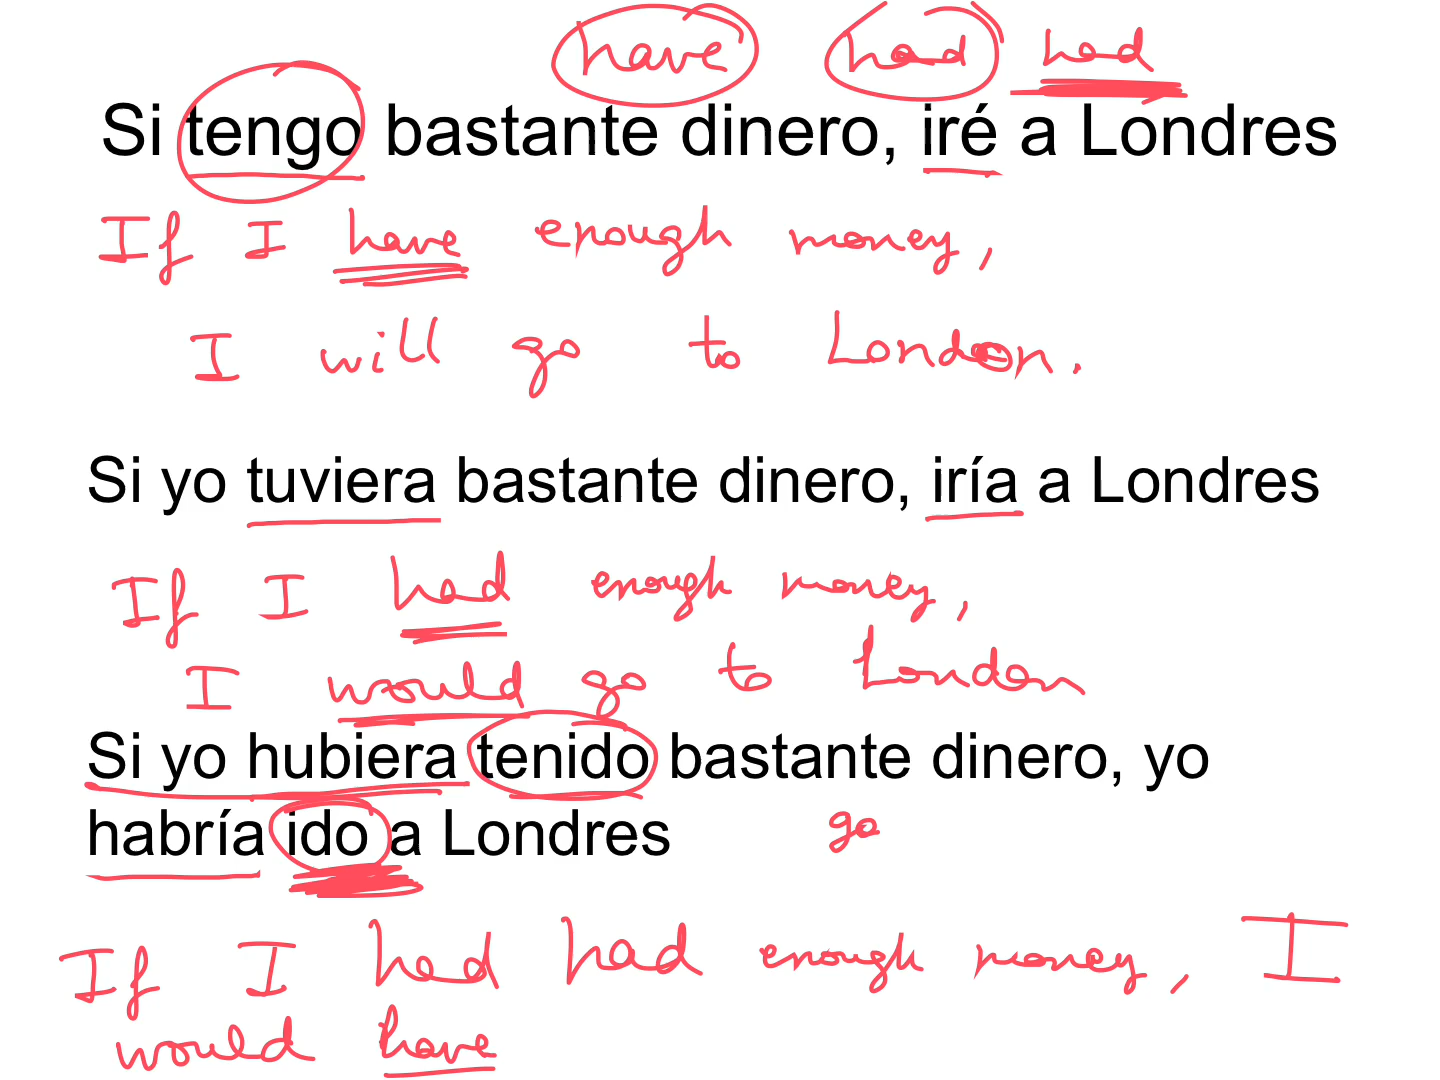 have had had
Si tengo bastante dinero, iré a Londres
If I have enough money,
I will go to London.
Si yo tuviera bastante dinero, iría a Londres
If I had enough money,
I would go to London
Si yo hubiera tenido bastante dinero, yo
habría ido a Londres
go
If I had had enough money, I
would have